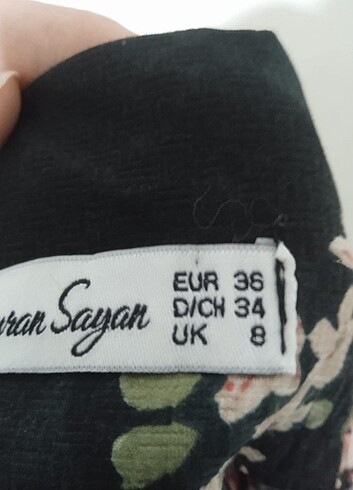 Sayan
EUR 36
D/CH 34
UK 8